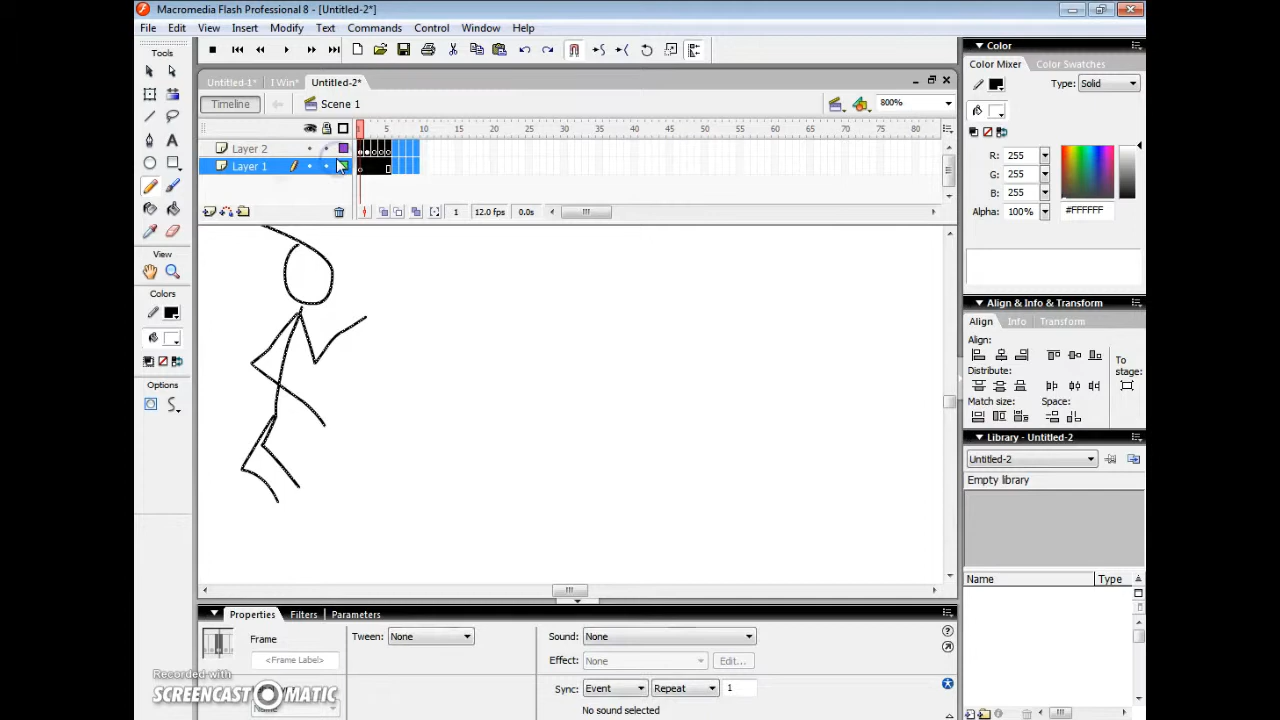 Macromedia Flash Professional 8 - [Untitled-2*]
File Edit View Insert Modify Text Commands Control Window Help
Tools
Untitled-1* I Win* Untitled-2*
Timeline Scene 1 800%
1 5 10 15 20 25 30 35 40 45 50 55 60 65 70 75 80
Layer 2
Layer 1
1 12.0 fps 0.0s
View
Colors
Options
Color
Color Mixer Color Swatches
Type: Solid
R: 255
G: 255
B: 255
Alpha: 100% #FFFFFF
Align & Info & Transform
Align Info Transform
Align:
To stage:
Distribute:
Match size: Space:
Library - Untitled-2
Untitled-2
Empty library
Name Type
Properties Filters Parameters
Frame Tween: None Sound: None
<Frame Label> Effect: None Edit...
Sync: Event Repeat 1
No sound selected
Recorded with
SCREENCAST-O-MATIC